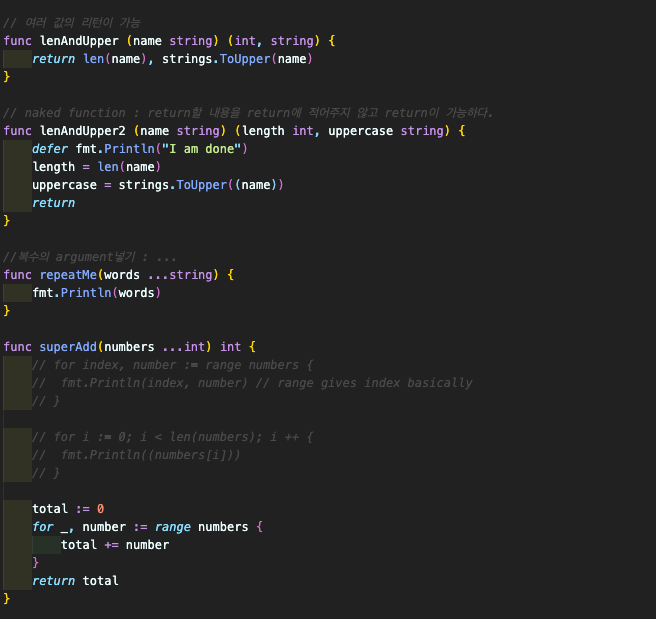 // 여러 값의 리턴이 가능
func lenAndUpper (name string) (int, string) {
    return len(name), strings.ToUpper(name)
}

// naked function : return할 내용을 return에 적어주지 않고 return이 가능하다.
func lenAndUpper2 (name string) (length int, uppercase string) {
    defer fmt.Println("I am done")
    length = len(name)
    uppercase = strings.ToUpper((name))
    return
}

//복수의 argument넣기 : ...
func repeatMe(words ...string) {
    fmt.Println(words)
}

func superAdd(numbers ...int) int {
    // for index, number := range numbers {
    //  fmt.Println(index, number) // range gives index basically
    // }

    // for i := 0; i < len(numbers); i ++ {
    //  fmt.Println((numbers[i]))
    // }

    total := 0
    for _, number := range numbers {
        total += number
    }
    return total
}